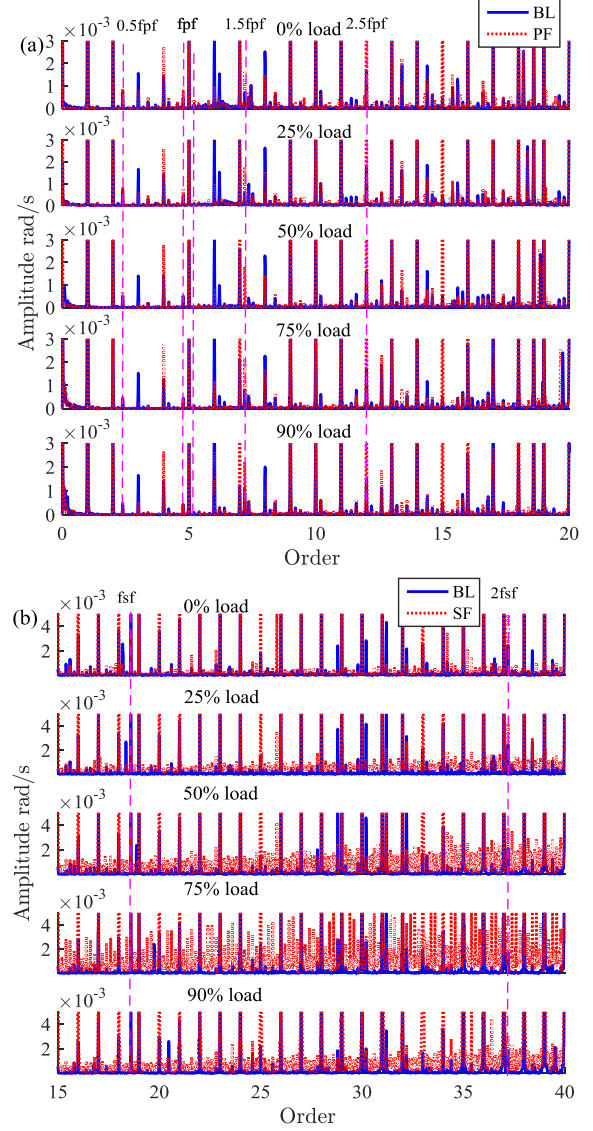 BL
PF
(a)
0.5fpf
fpf
1.5fpf
2.5fpf
×10⁻³
0% load
3
2
1
0
×10⁻³
25% load
3
2
1
0
×10⁻³
50% load
3
2
1
0
×10⁻³
75% load
3
2
1
0
×10⁻³
90% load
3
2
1
0
Amplitude rad/s
0 5 10 15 20
Order
(b)
fsf
BL
SF
2fsf
×10⁻³
0% load
4
2
×10⁻³
25% load
4
2
×10⁻³
50% load
4
2
×10⁻³
75% load
4
2
×10⁻³
90% load
4
2
Amplitude rad/s
15 20 25 30 35 40
Order